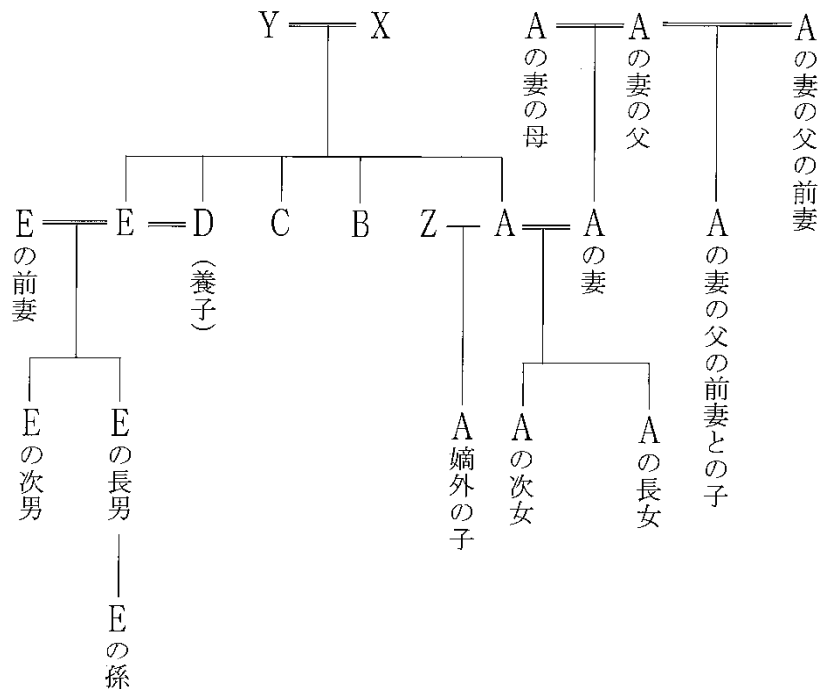 Y
X
Aの妻の母
Aの妻の父
Aの妻の父の前妻
Eの前妻
E
D(養子)
C
B
Z
A
Aの妻
Aの妻の父の前妻との子
Eの次男
Eの長男
A嫡外の子
Aの次女
Aの長女
Eの孫